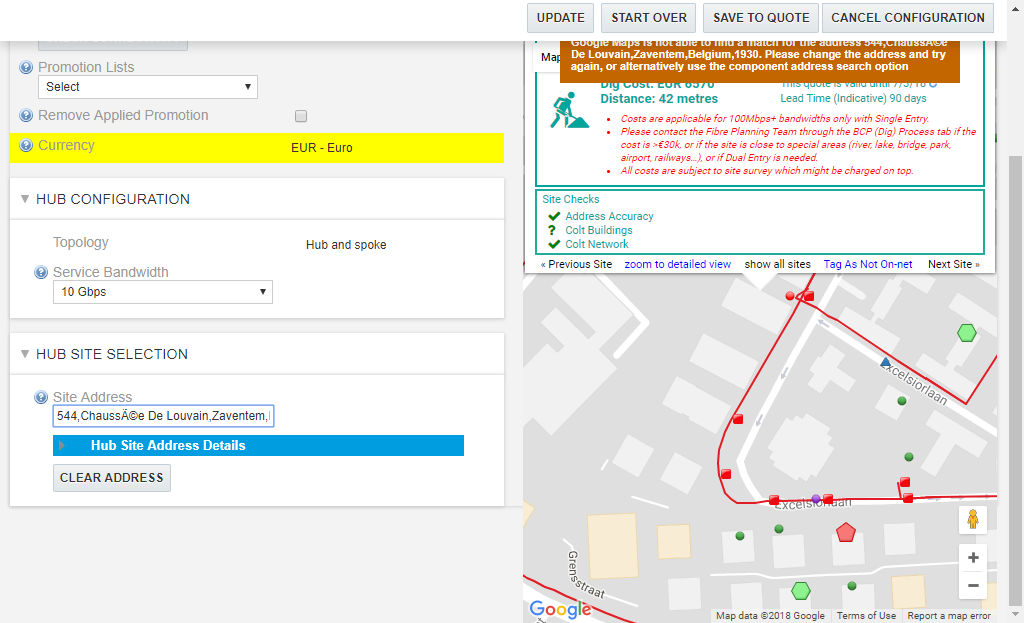 UPDATE
START OVER
SAVE TO QUOTE
CANCEL CONFIGURATION
Promotion Lists
Select
Remove Applied Promotion
Currency
EUR - Euro
HUB CONFIGURATION
Topology
Hub and spoke
Service Bandwidth
10 Gbps
HUB SITE SELECTION
Site Address
544,ChaussÃ©e De Louvain,Zaventem,
Hub Site Address Details
CLEAR ADDRESS
Map
Google Maps is not able to find a match for the address 544,ChaussÃ©e
De Louvain,Zaventem,Belgium,1930. Please change the address and try
again, or alternatively use the component address search option
Dig Cost: EUR 6570
This quote is valid until 7/5/18
Distance: 42 metres
Lead Time (Indicative) 90 days
Costs are applicable for 100Mbps+ bandwidths only with Single Entry.
Please contact the Fibre Planning Team through the BCP (Dig) Process tab if the
cost is >€30k, or if the site is close to special areas (river, lake, bridge, park,
airport, railways...), or if Dual Entry is needed.
All costs are subject to site survey which might be charged on top.
Site Checks
Address Accuracy
? Colt Buildings
Colt Network
« Previous Site
zoom to detailed view
show all sites
Tag As Not On-net
Next Site »
Excelsiorlaan
Excelsiorlaan
Grensstraat
+
−
Google
Map data ©2018 Google
Terms of Use
Report a map error